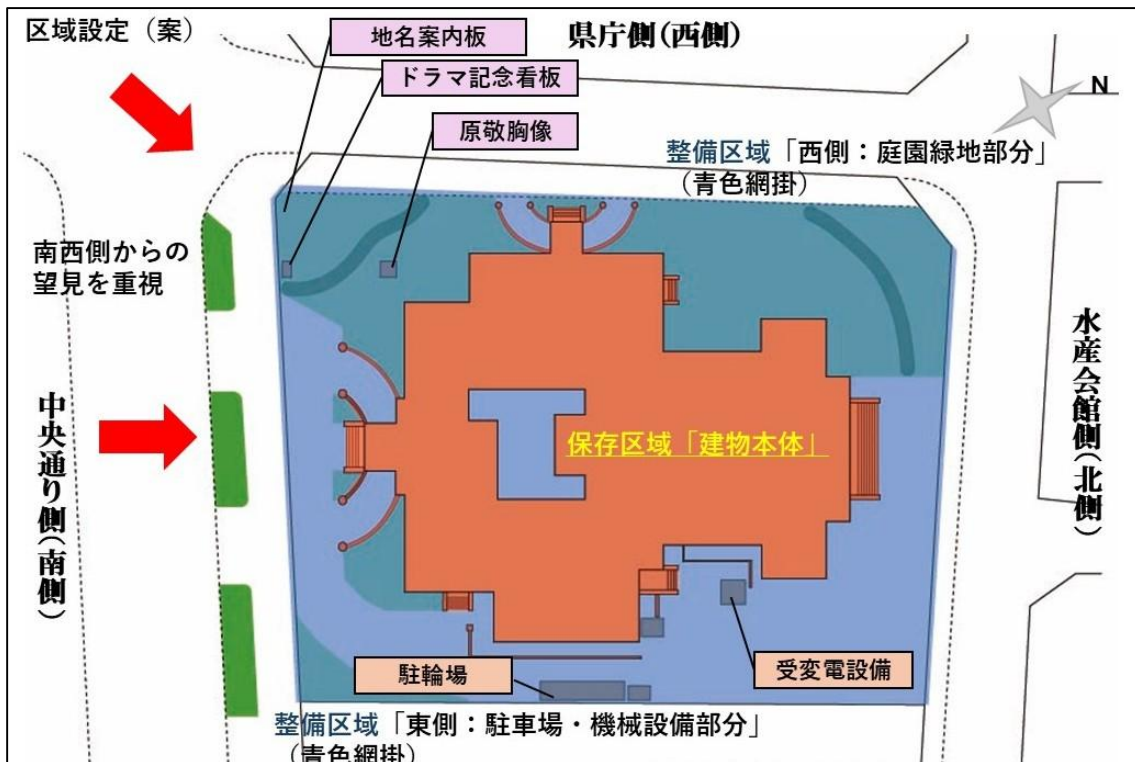 区域設定（案）
地名案内板
県庁側(西側)
ドラマ記念看板
N
原敬胸像
整備区域「西側：庭園緑地部分」
（青色網掛）
南西側からの
望見を重視
水産会館側(北側)
中央通り側(南側)
保存区域「建物本体」
駐輪場
受変電設備
整備区域「東側：駐車場・機械設備部分」
（青色網掛）